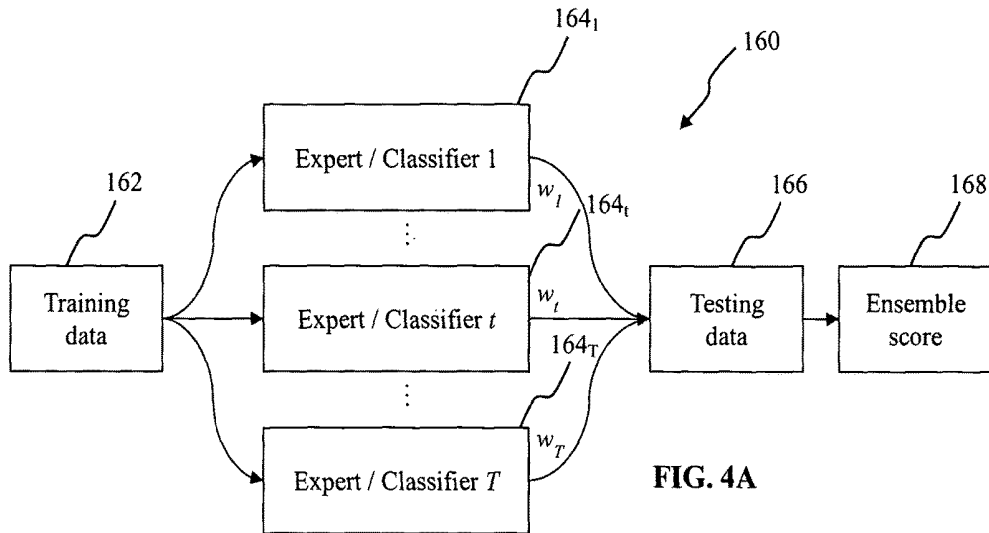 164₁
160
Expert / Classifier 1
162
w₁
164ₜ
166
168
⋮
Training
data
Expert / Classifier t
wₜ
Testing
data
Ensemble
score
164_T
⋮
w_T
Expert / Classifier T
FIG. 4A